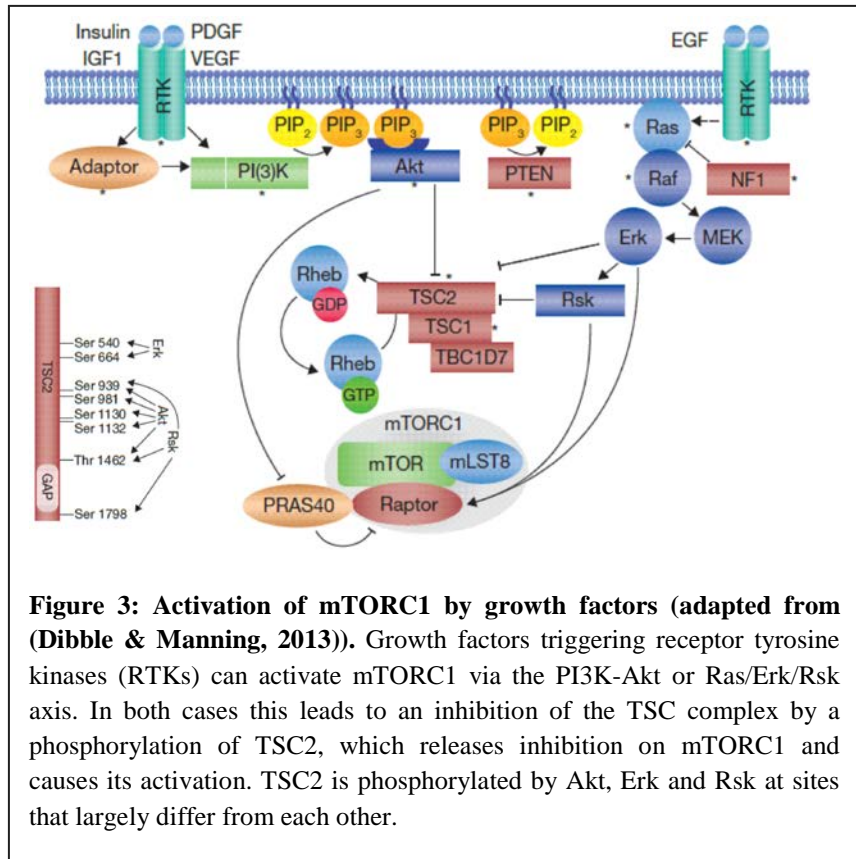 Insulin
PDGF
IGF1
VEGF
RTK
EGF
RTK
PIP2
PIP3
PIP3
PIP3
PIP2
Ras
*
Adaptor
*
PI(3)K
*
*
Akt
*
PTEN
*
Raf
*
NF1
*
*
Erk
MEK
Rheb
GDP
TSC2
*
TSC1
*
TBC1D7
Rsk
Rheb
GTP
TSC2
GAP
Ser 540
Ser 664
Erk
Ser 939
Ser 981
Ser 1130
Ser 1132
Akt
Rsk
Thr 1462
Ser 1798
mTORC1
mTOR
mLST8
PRAS40
Raptor
Figure 3: Activation of mTORC1 by growth factors (adapted from
(Dibble & Manning, 2013)). Growth factors triggering receptor tyrosine
kinases (RTKs) can activate mTORC1 via the PI3K-Akt or Ras/Erk/Rsk
axis. In both cases this leads to an inhibition of the TSC complex by a
phosphorylation of TSC2, which releases inhibition on mTORC1 and
causes its activation. TSC2 is phosphorylated by Akt, Erk and Rsk at sites
that largely differ from each other.